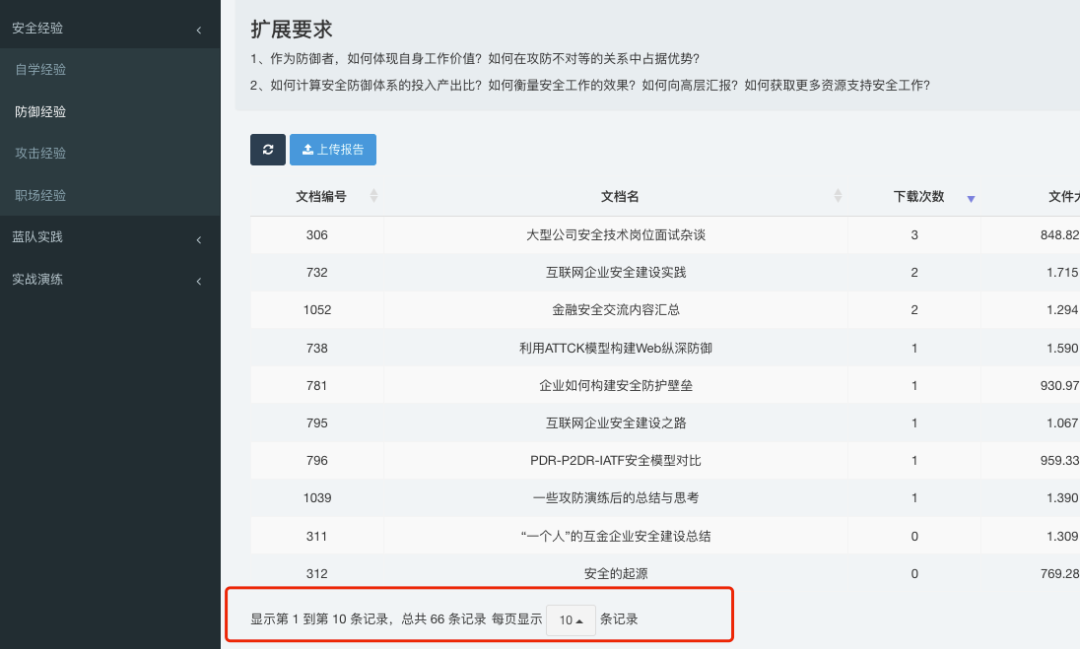 安全经验
自学经验
防御经验
攻击经验
职场经验
蓝队实践
实战演练
扩展要求
1、作为防御者，如何体现自身工作价值？如何在攻防不对等的关系中占据优势？
2、如何计算安全防御体系的投入产出比？如何衡量安全工作的效果？如何向高层汇报？如何获取更多资源支持安全工作？
上传报告
文档编号 文档名 下载次数 文件大
306 大型公司安全技术岗位面试杂谈 3 848.82
732 互联网企业安全建设实践 2 1.715
1052 金融安全交流内容汇总 2 1.294
738 利用ATTCK模型构建Web纵深防御 1 1.590
781 企业如何构建安全防护壁垒 1 930.97
795 互联网企业安全建设之路 1 1.067
796 PDR-P2DR-IATF安全模型对比 1 959.33
1039 一些攻防演练后的总结与思考 1 1.390
311 “一个人”的互金企业安全建设总结 0 1.309
312 安全的起源 0 769.28
显示第 1 到第 10 条记录，总共 66 条记录 每页显示 10 条记录